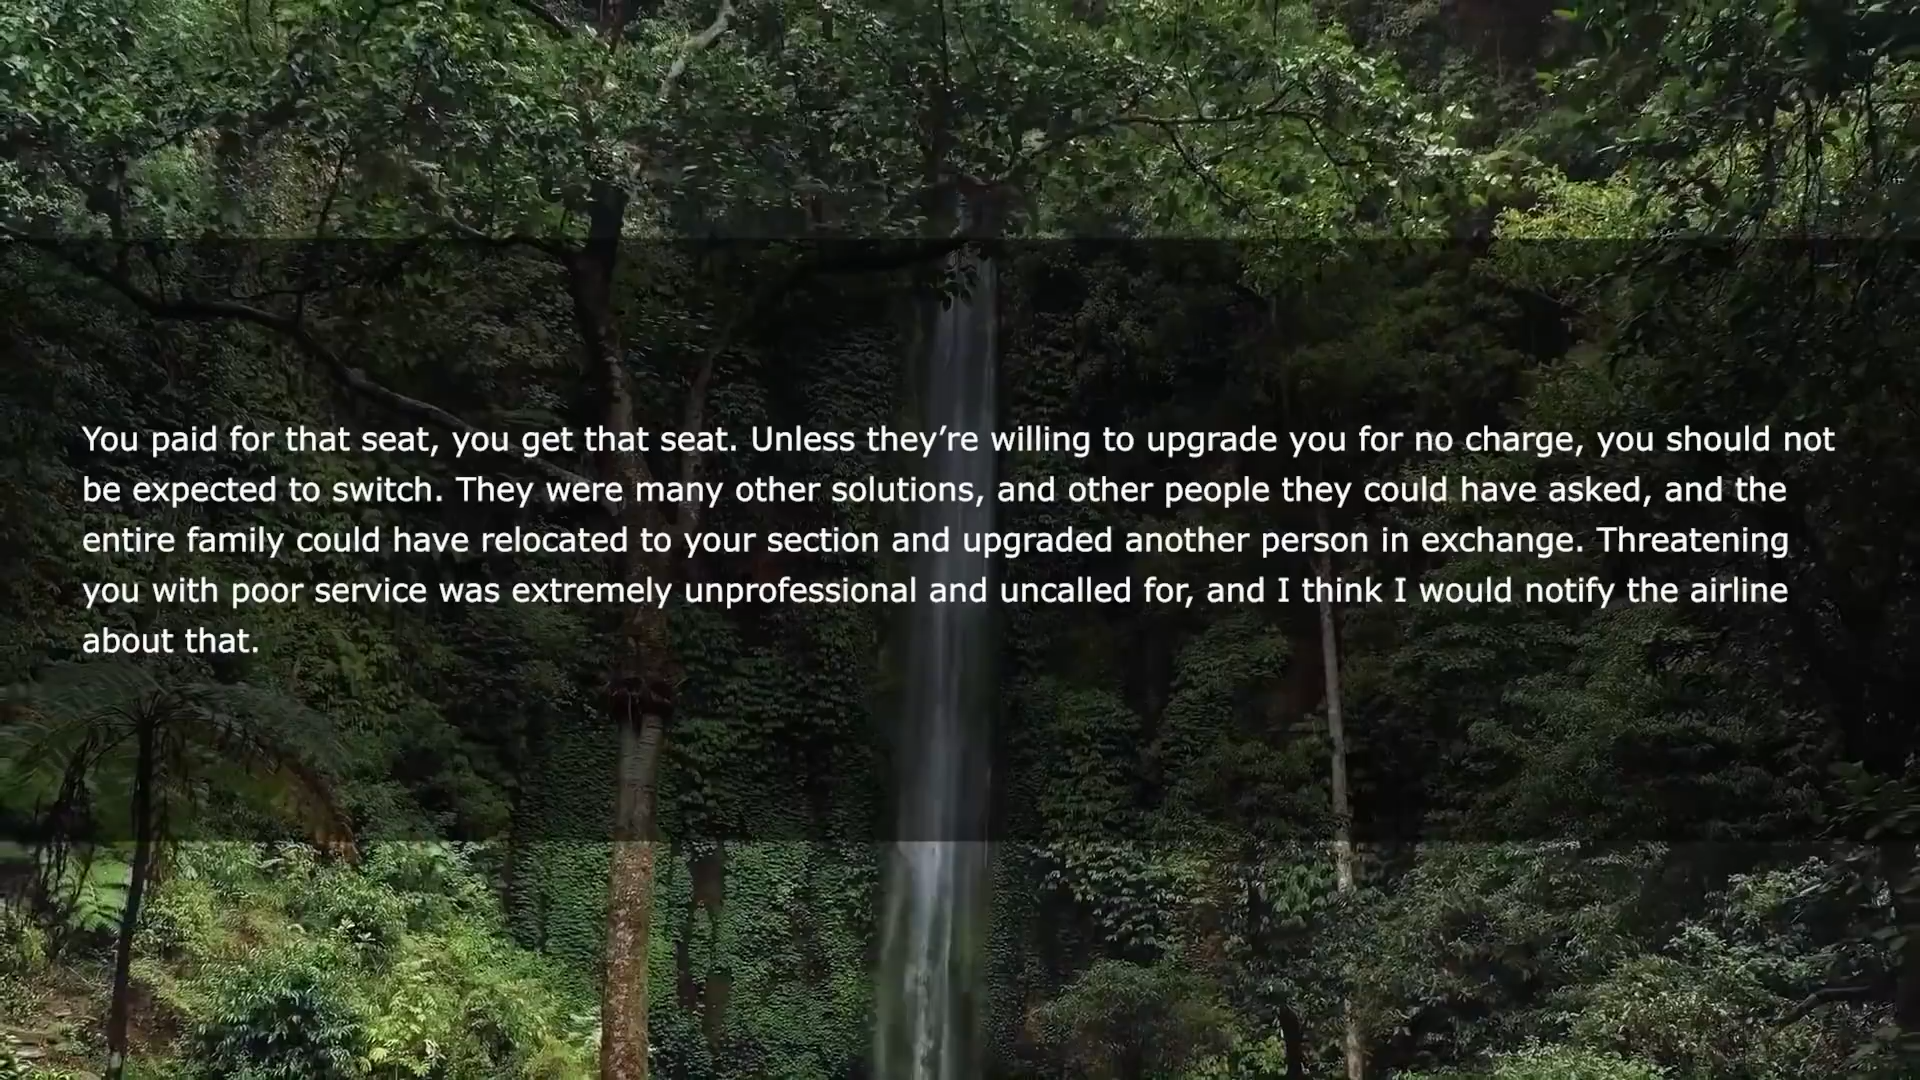 You paid for that seat, you get that seat. Unless they’re willing to upgrade you for no charge, you should not
be expected to switch. They were many other solutions, and other people they could have asked, and the
entire family could have relocated to your section and upgraded another person in exchange. Threatening
you with poor service was extremely unprofessional and uncalled for, and I think I would notify the airline
about that.